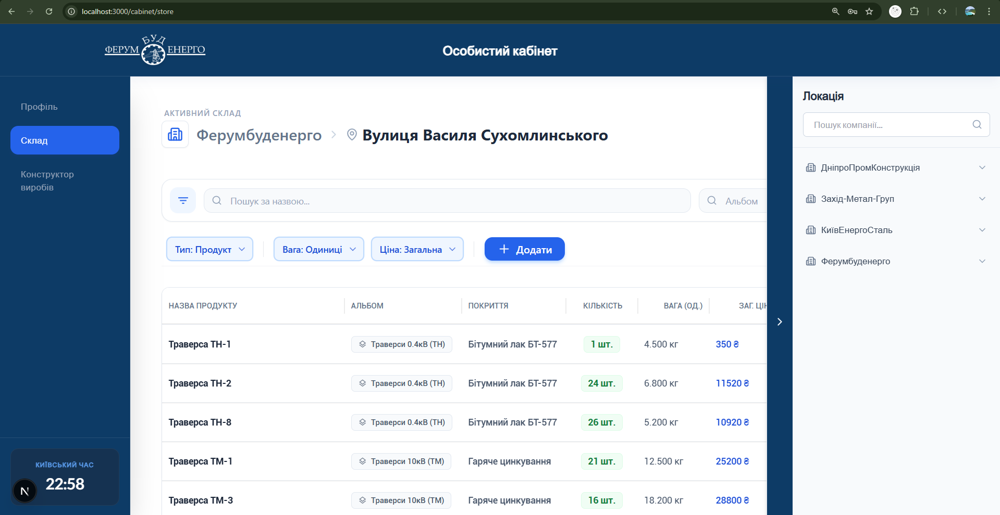 localhost:3000/cabinet/store
БУД
ФЕРУМ ЕНЕРГО
Особистий кабінет
Профіль
Склад
Конструктор
виробів
КИЇВСЬКИЙ ЧАС
22:58
N
АКТИВНИЙ СКЛАД
Ферумбуденерго
Вулиця Василя Сухомлинського
Пошук за назвою...
Альбом
Тип: Продукт
Вага: Одиниці
Ціна: Загальна
Додати
НАЗВА ПРОДУКТУ АЛЬБОМ ПОКРИТТЯ КІЛЬКІСТЬ ВАГА (ОД.) ЗАГ.
Траверса ТН-1 Траверси 0.4кВ (ТН) Бітумний лак БТ-577 1 шт. 4.500 кг 350 ₴
Траверса ТН-2 Траверси 0.4кВ (ТН) Бітумний лак БТ-577 24 шт. 6.800 кг 11520 ₴
Траверса ТН-8 Траверси 0.4кВ (ТН) Бітумний лак БТ-577 26 шт. 5.200 кг 10920 ₴
Траверса ТМ-1 Траверси 10кВ (ТМ) Гаряче цинкування 21 шт. 12.500 кг 25200 ₴
Траверса ТМ-3 Траверси 10кВ (ТМ) Гаряче цинкування 16 шт. 18.200 кг 28800 ₴
Локація
Пошук компанії...
ДніпроПромКонструкція
Захід-Метал-Груп
КиївЕнергоСталь
Ферумбуденерго